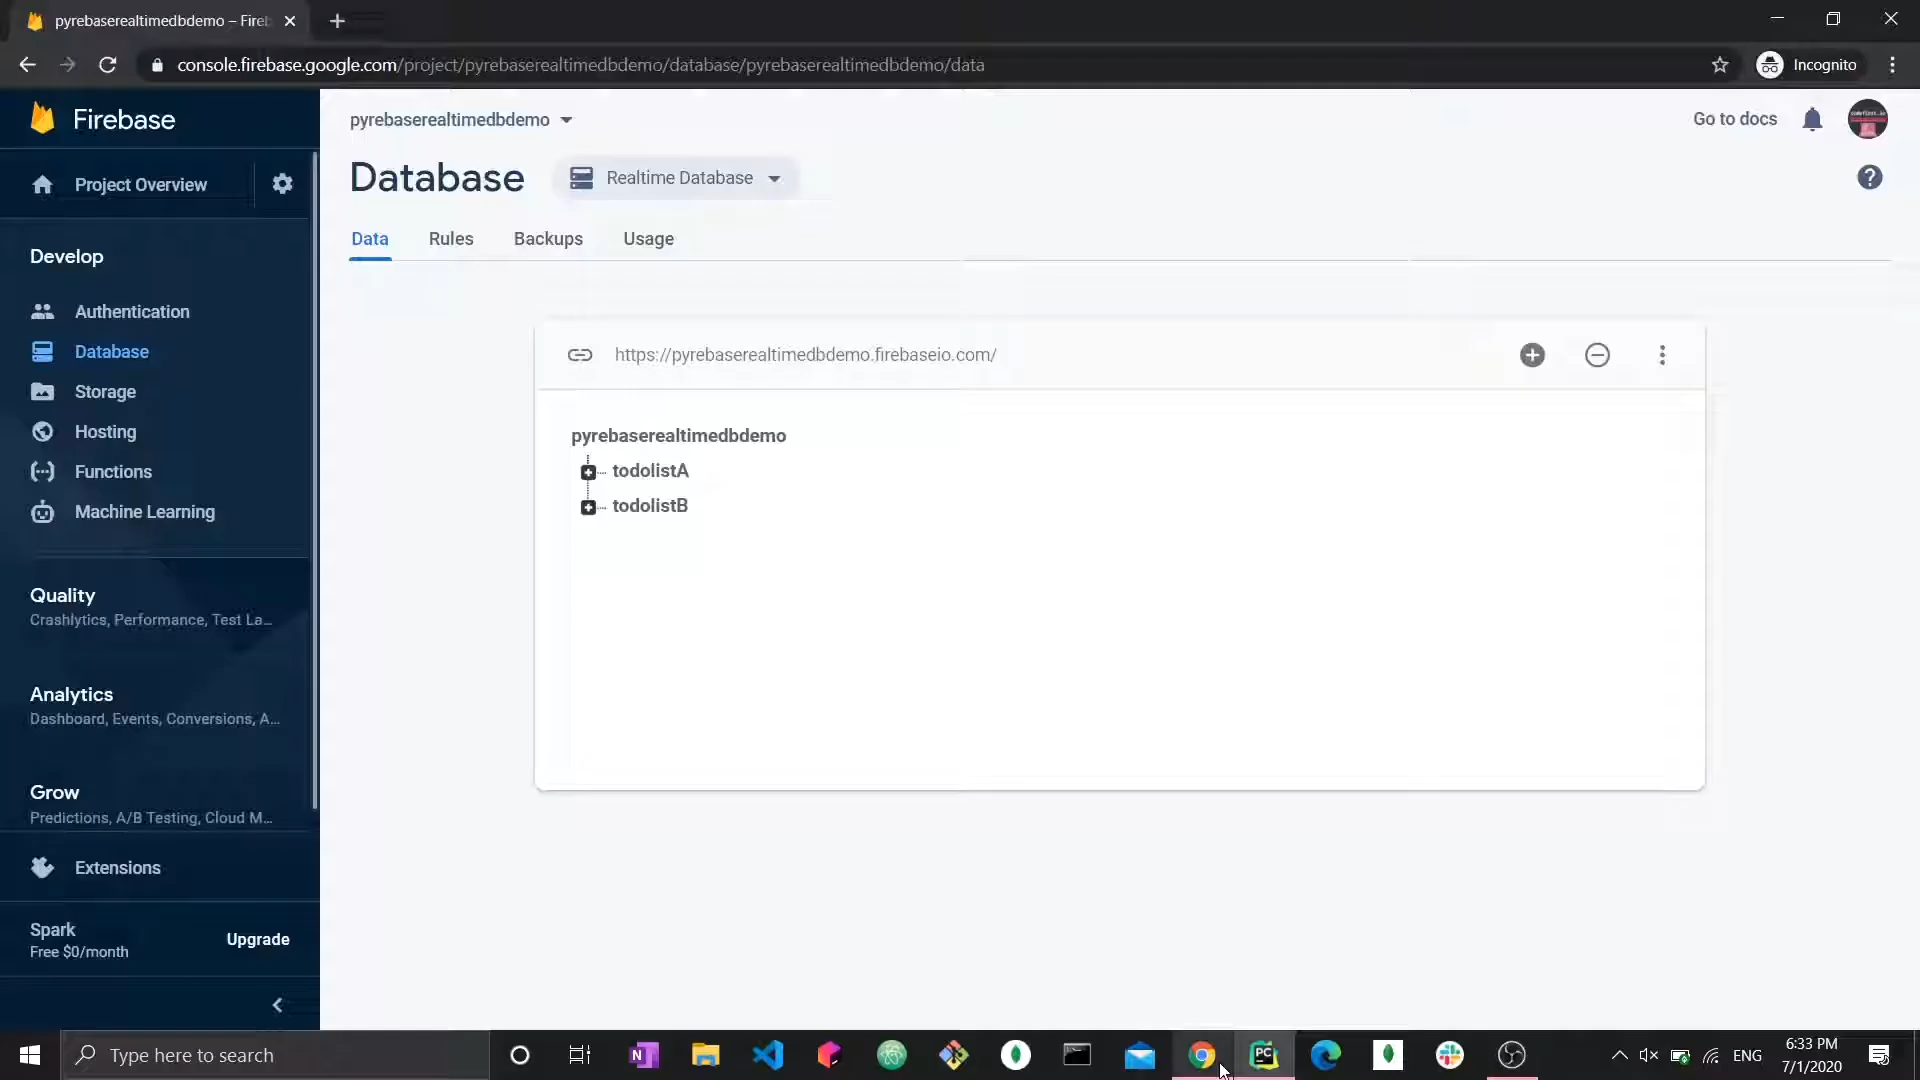 pyrebaserealtimedbdemo – Fireb
console.firebase.google.com/project/pyrebaserealtimedbdemo/database/pyrebaserealtimedbdemo/data
Incognito
Firebase
pyrebaserealtimedbdemo
Go to docs
Project Overview
Database
Realtime Database
Data
Rules
Backups
Usage
Develop
Authentication
Database
Storage
Hosting
Functions
Machine Learning
https://pyrebaserealtimedbdemo.firebaseio.com/
pyrebaserealtimedbdemo
todolistA
todolistB
Quality
Crashlytics, Performance, Test La...
Analytics
Dashboard, Events, Conversions, A...
Grow
Predictions, A/B Testing, Cloud M...
Extensions
Spark
Free $0/month
Upgrade
Type here to search
N
PC
ENG
6:33 PM
7/1/2020